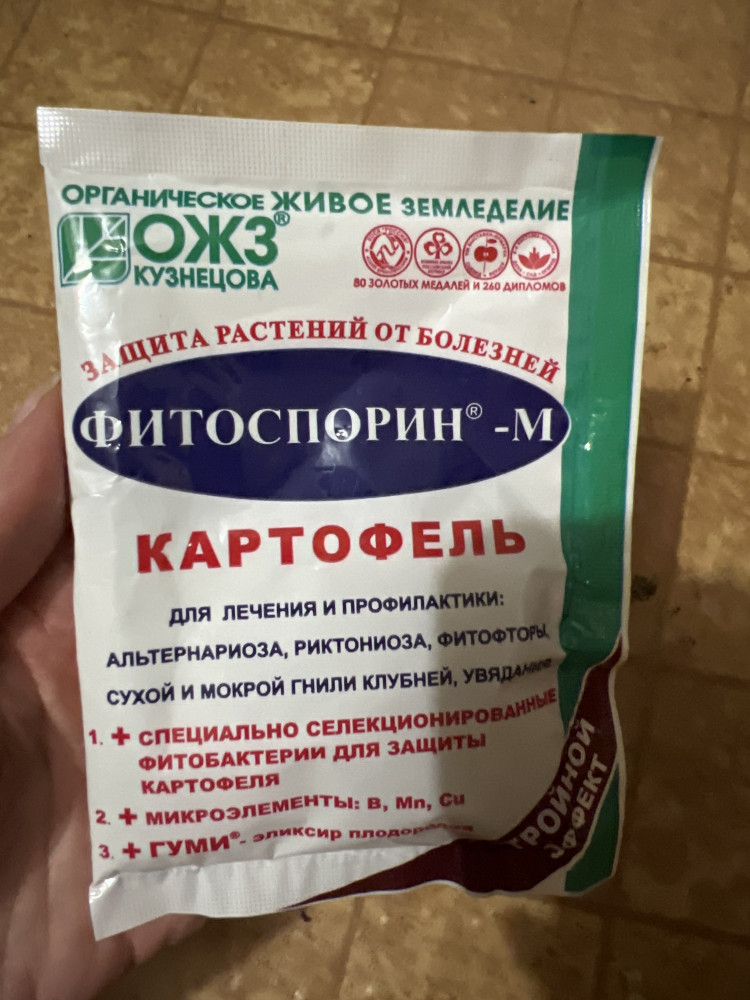 ОРГАНИЧЕСКОЕ ЖИВОЕ ЗЕМЛЕДЕЛИЕ
ОЖЗ®
КУЗНЕЦОВА
80 ЗОЛОТЫХ МЕДАЛЕЙ И 260 ДИПЛОМОВ
ЗАЩИТА РАСТЕНИЙ ОТ БОЛЕЗНЕЙ
ФИТОСПОРИН® -М
КАРТОФЕЛЬ
ДЛЯ ЛЕЧЕНИЯ И ПРОФИЛАКТИКИ:
АЛЬТЕРНАРИОЗА, РИКТОНИОЗА, ФИТОФТОРЫ,
СУХОЙ И МОКРОЙ ГНИЛИ КЛУБНЕЙ, УВЯДАНИЕ
1. + СПЕЦИАЛЬНО СЕЛЕКЦИОНИРОВАННЫЕ
ФИТОБАКТЕРИИ ДЛЯ ЗАЩИТЫ
КАРТОФЕЛЯ
2. + МИКРОЭЛЕМЕНТЫ: B, Mn, Cu
3. + ГУМИ® - ЭЛИКСИР ПЛОДОРОДИЯ
ТРОЙНОЙ
ЭФФЕКТ